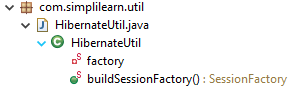 com.simplilearn.util
HibernateUtil.java
HibernateUtil
factory
buildSessionFactory() : SessionFactory